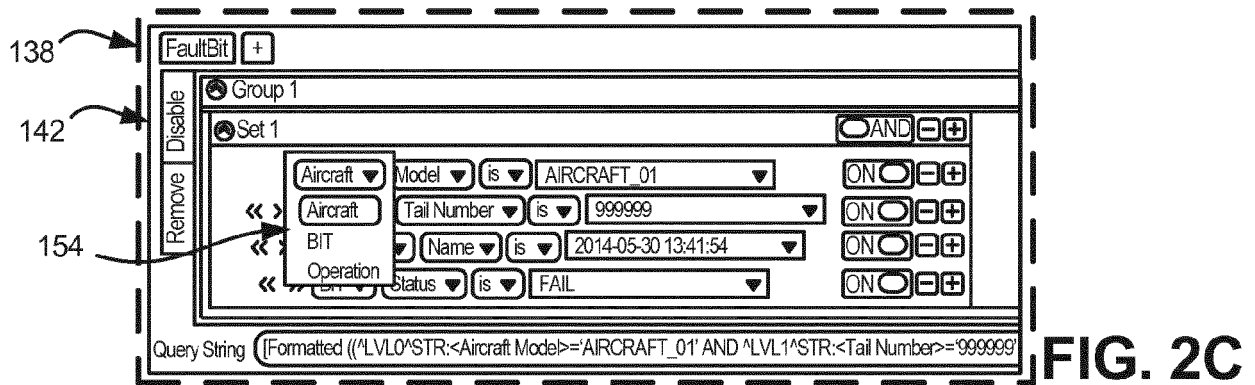 138
FaultBit +
142
Remove Disable
Group 1
Set 1 AND − +
Aircraft Model is AIRCRAFT_01 ON − +
« Aircraft Tail Number is 999999 ON − +
« BIT Name is 2014-05-30 13:41:54 ON − +
154
Operation
« Status is FAIL ON − +
Query String [Formatted ((^LVL0^STR:<Aircraft Model>='AIRCRAFT_01' AND ^LVL1^STR:<Tail Number>='999999'
FIG. 2C